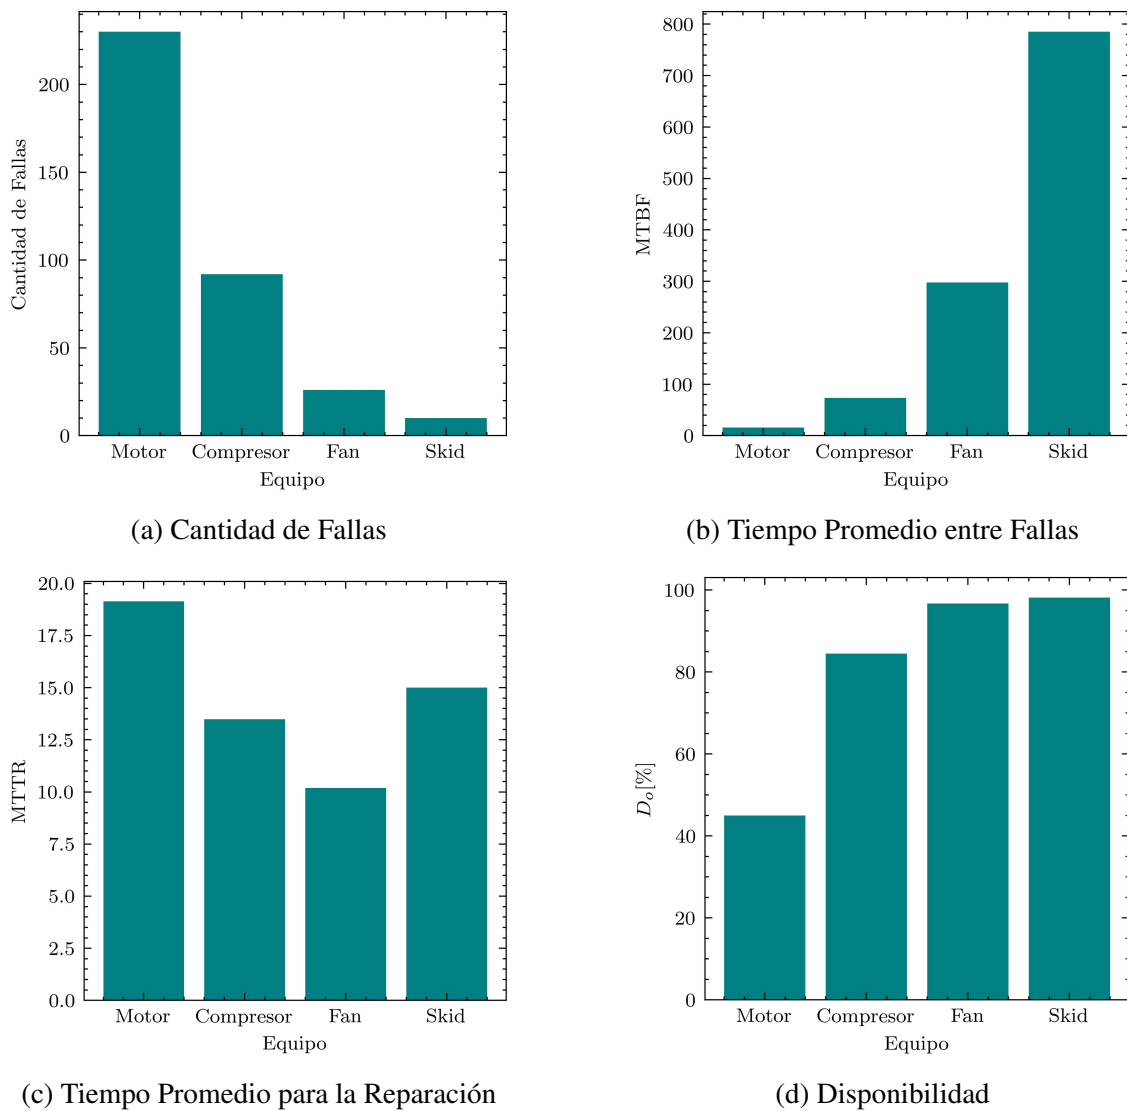 200
150
100
50
0
Cantidad de Fallas
Motor Compresor Fan Skid
Equipo
(a) Cantidad de Fallas
800
700
600
500
400
300
200
100
0
MTBF
Motor Compresor Fan Skid
Equipo
(b) Tiempo Promedio entre Fallas
20.0
17.5
15.0
12.5
10.0
7.5
5.0
2.5
0.0
MTTR
Motor Compresor Fan Skid
Equipo
(c) Tiempo Promedio para la Reparación
100
80
60
40
20
0
D_o[%]
Motor Compresor Fan Skid
Equipo
(d) Disponibilidad